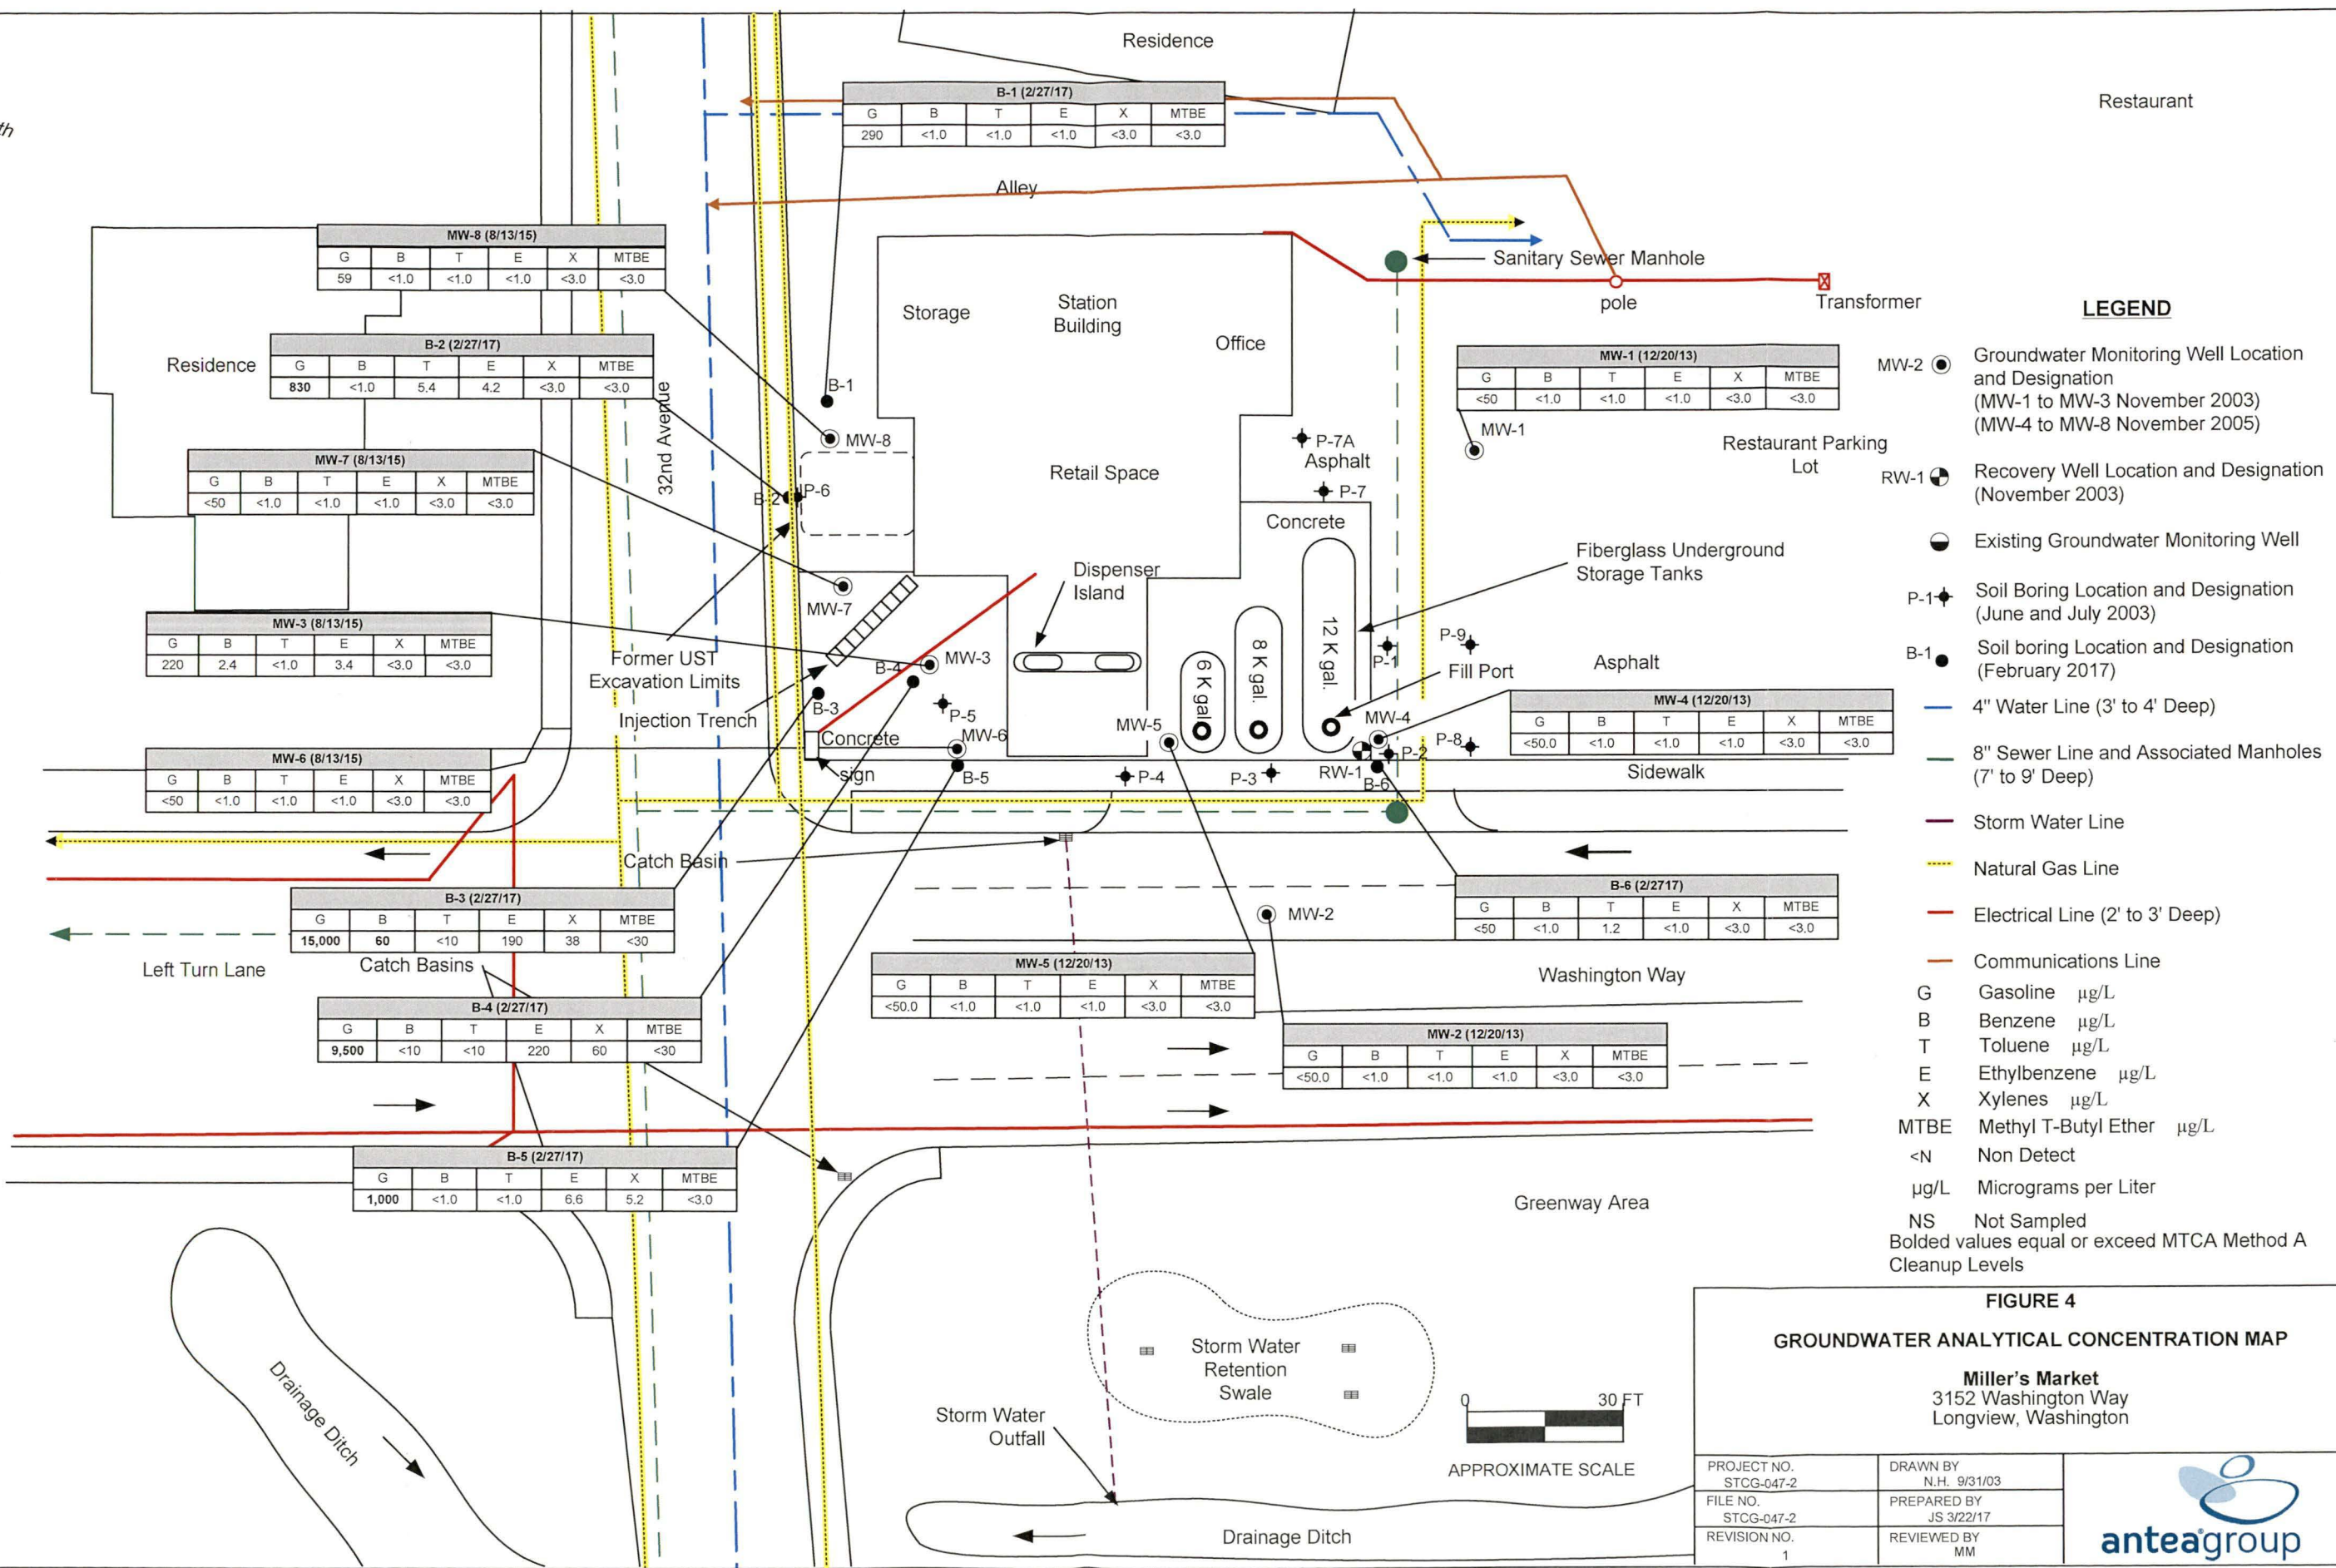 Residence
Restaurant
th
B-1 (2/27/17)
G B T E X MTBE
290 <1.0 <1.0 <1.0 <3.0 <3.0
Alley
MW-8 (8/13/15)
G B T E X MTBE
59 <1.0 <1.0 <1.0 <3.0 <3.0
Sanitary Sewer Manhole
pole
Transformer
Storage
Station
Building
Office
Residence
B-2 (2/27/17)
G B T E X MTBE
830 <1.0 5.4 4.2 <3.0 <3.0
32nd Avenue
B-1
MW-8
MW-1 (12/20/13)
G B T E X MTBE
<50 <1.0 <1.0 <1.0 <3.0 <3.0
MW-1
Restaurant Parking
Lot
P-7A
Asphalt
P-7
Retail Space
MW-7 (8/13/15)
G B T E X MTBE
<50 <1.0 <1.0 <1.0 <3.0 <3.0
B-2
P-6
Concrete
Fiberglass Underground
Storage Tanks
Dispenser
Island
MW-7
MW-3 (8/13/15)
G B T E X MTBE
220 2.4 <1.0 3.4 <3.0 <3.0
Former UST
Excavation Limits
Injection Trench
B-4
MW-3
B-3
P-5
6 K gal.
8 K gal.
12 K gal.
P-1
P-9
Fill Port
Asphalt
MW-4 (12/20/13)
G B T E X MTBE
<50.0 <1.0 <1.0 <1.0 <3.0 <3.0
MW-5
MW-4
P-8
P-2
RW-1
B-6
Concrete
MW-6
sign
B-5
P-4
P-3
Sidewalk
MW-6 (8/13/15)
G B T E X MTBE
<50 <1.0 <1.0 <1.0 <3.0 <3.0
Catch Basin
B-3 (2/27/17)
G B T E X MTBE
15,000 60 <10 190 38 <30
B-6 (2/2717)
G B T E X MTBE
<50 <1.0 1.2 <1.0 <3.0 <3.0
MW-2
Left Turn Lane
Catch Basins
MW-5 (12/20/13)
G B T E X MTBE
<50.0 <1.0 <1.0 <1.0 <3.0 <3.0
Washington Way
B-4 (2/27/17)
G B T E X MTBE
9,500 <10 <10 220 60 <30
MW-2 (12/20/13)
G B T E X MTBE
<50.0 <1.0 <1.0 <1.0 <3.0 <3.0
B-5 (2/27/17)
G B T E X MTBE
1,000 <1.0 <1.0 6.6 5.2 <3.0
Greenway Area
Drainage Ditch
Storm Water
Retention
Swale
Storm Water
Outfall
0 30 FT
APPROXIMATE SCALE
Drainage Ditch
LEGEND
MW-2 Groundwater Monitoring Well Location
and Designation
(MW-1 to MW-3 November 2003)
(MW-4 to MW-8 November 2005)
RW-1 Recovery Well Location and Designation
(November 2003)
Existing Groundwater Monitoring Well
P-1 Soil Boring Location and Designation
(June and July 2003)
B-1 Soil boring Location and Designation
(February 2017)
4" Water Line (3' to 4' Deep)
8" Sewer Line and Associated Manholes
(7' to 9' Deep)
Storm Water Line
Natural Gas Line
Electrical Line (2' to 3' Deep)
Communications Line
G Gasoline µg/L
B Benzene µg/L
T Toluene µg/L
E Ethylbenzene µg/L
X Xylenes µg/L
MTBE Methyl T-Butyl Ether µg/L
<N Non Detect
µg/L Micrograms per Liter
NS Not Sampled
Bolded values equal or exceed MTCA Method A
Cleanup Levels
FIGURE 4
GROUNDWATER ANALYTICAL CONCENTRATION MAP
Miller's Market
3152 Washington Way
Longview, Washington
PROJECT NO.
STCG-047-2
DRAWN BY
N.H. 9/31/03
FILE NO.
STCG-047-2
PREPARED BY
JS 3/22/17
REVISION NO.
1
REVIEWED BY
MM
anteagroup